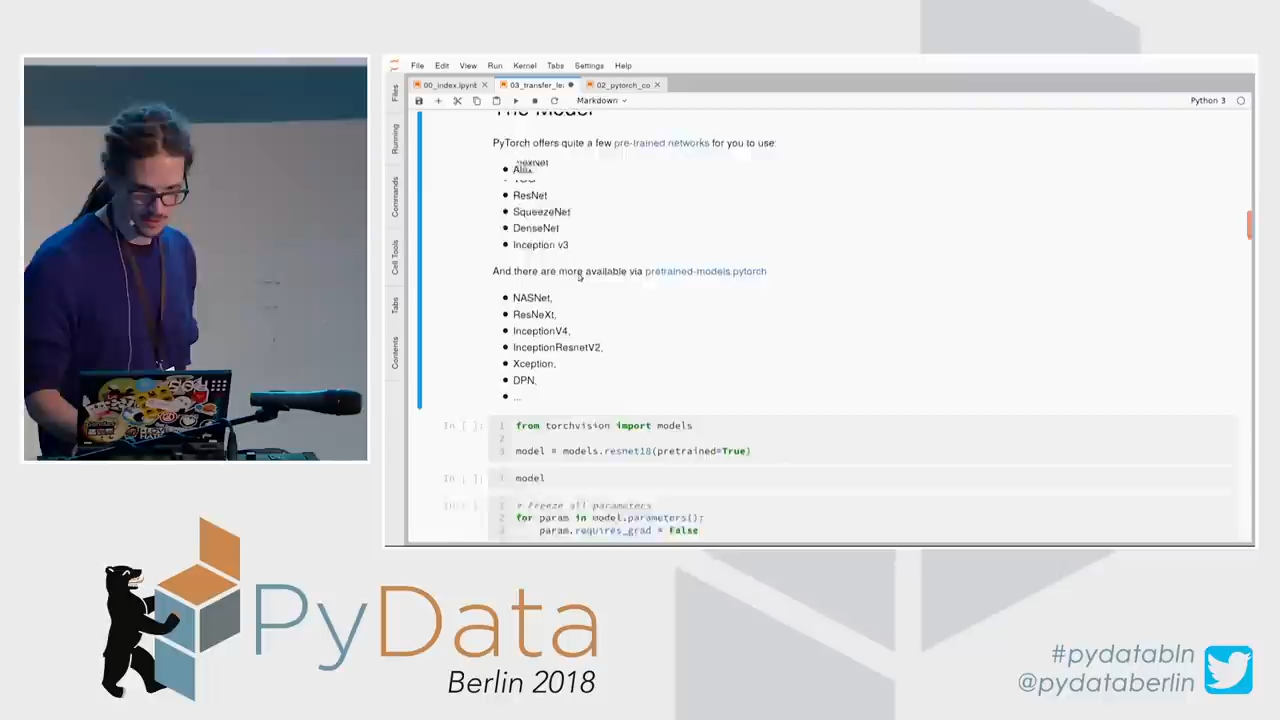 File Edit View Run Kernel Tabs Settings Help
00_index.ipynb
03_transfer_le
02_pytorch_co
Markdown
Python 3
Files
Running
Commands
Cell Tools
Tabs
Contents
The Model
PyTorch offers quite a few pre-trained networks for you to use:
ResNet
SqueezeNet
DenseNet
Inception v3
And there are more available via pretrained-models.pytorch
NASNet,
ResNeXt,
InceptionV4,
InceptionResnetV2,
Xception,
DPN,
...
In [ ]:
1 from torchvision import models
2
3 model = models.resnet18(pretrained=True)
In [ ]:
1 model
In [ ]:
1 # Freeze all parameters
2 for param in model.parameters():
3 param.requires_grad = False
PyData
Berlin 2018
#pydatabln
@pydataberlin